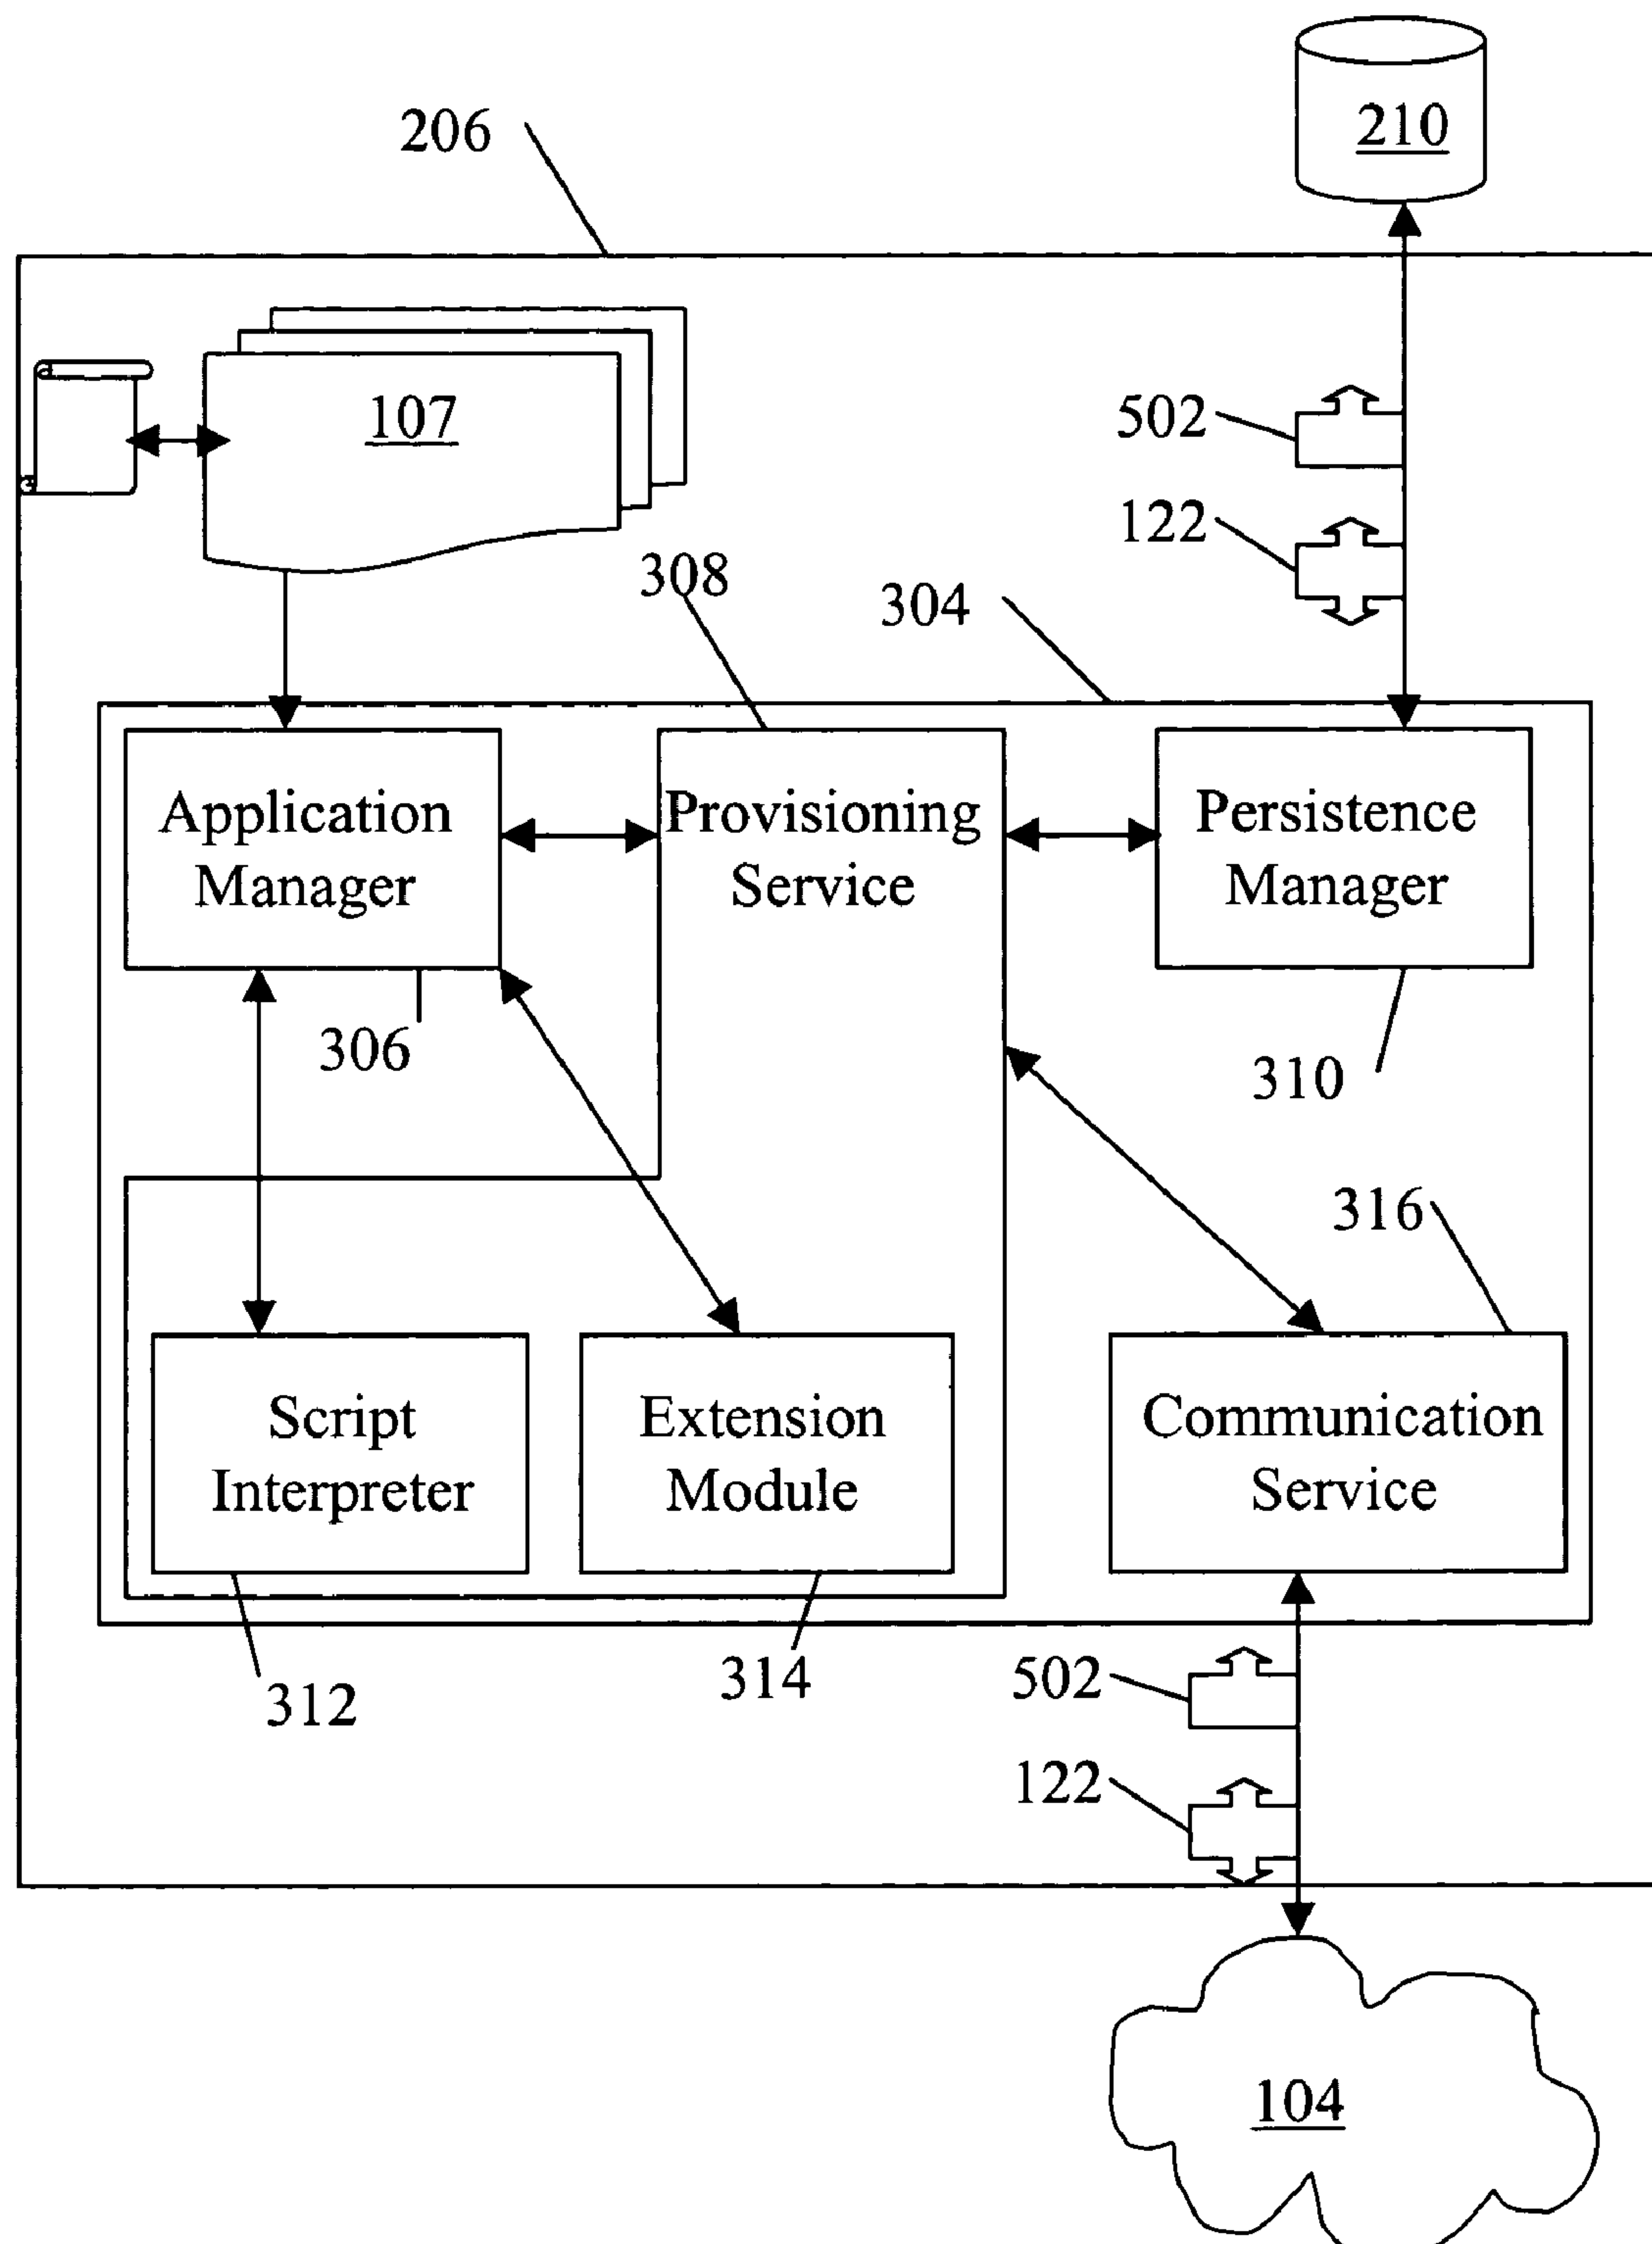 210
206
107
502
122
308
304
Application
Manager
Provisioning
Service
Persistence
Manager
306
310
316
Script
Interpreter
Extension
Module
Communication
Service
312
314
502
122
104